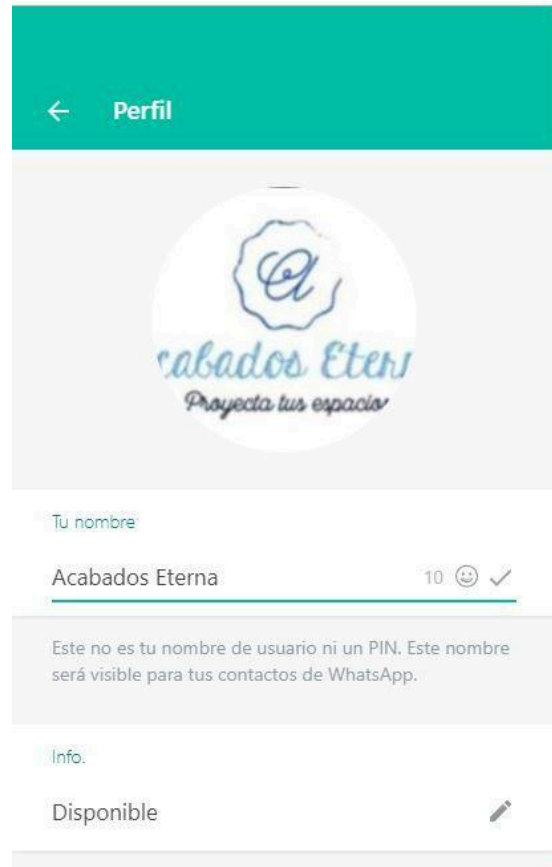 Perfil
a
cabados Etern
Proyecta tus espacio
Tu nombre
Acabados Eterna 10
Este no es tu nombre de usuario ni un PIN. Este nombre
será visible para tus contactos de WhatsApp.
Info.
Disponible